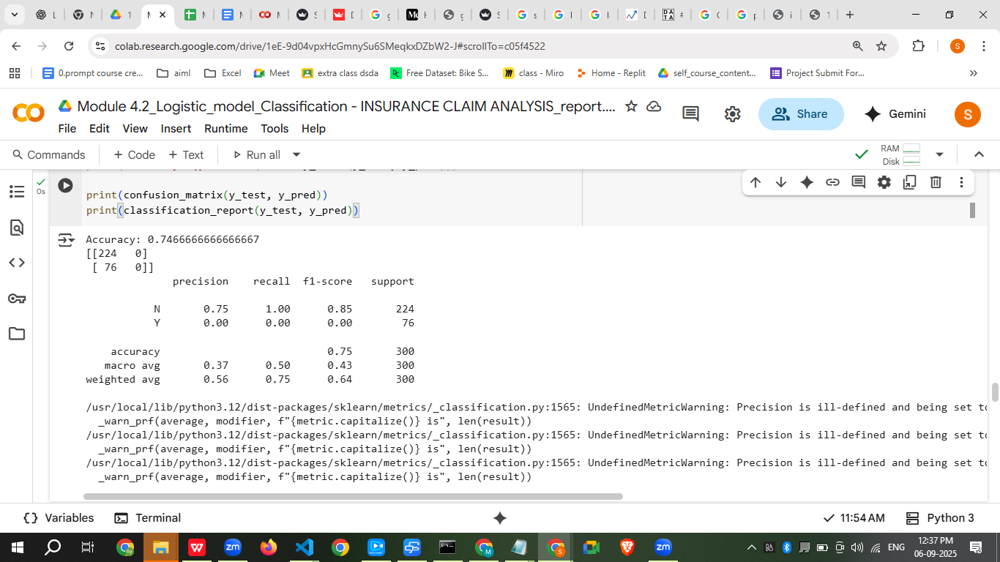 L
M
1
M
M
M
M
S
D
g
M
g
S
s
l
l
D
DATA
C
p
i
1
colab.research.google.com/drive/1eE-9d04vpxHcGmnySu6SMeqkxDZbW2-J#scrollTo=c05f4522
S
0.prompt course cre...
aiml
Excel
Meet
extra class dsda
Free Dataset: Bike S...
class - Miro
Home - Replit
self_course_content...
Project Submit For...
Module 4.2_Logistic_model_Classification - INSURANCE CLAIM ANALYSIS_report....
Share
Gemini
S
File Edit View Insert Runtime Tools Help
Commands + Code + Text Run all
RAM
Disk
0s
print(confusion_matrix(y_test, y_pred))
print(classification_report(y_test, y_pred))
Accuracy: 0.7466666666666667
[[224   0]
 [ 76   0]]
              precision    recall  f1-score   support
           N       0.75      1.00      0.85       224
           Y       0.00      0.00      0.00        76
    accuracy                           0.75       300
   macro avg       0.37      0.50      0.43       300
weighted avg       0.56      0.75      0.64       300
/usr/local/lib/python3.12/dist-packages/sklearn/metrics/_classification.py:1565: UndefinedMetricWarning: Precision is ill-defined and being set to
  _warn_prf(average, modifier, f"{metric.capitalize()} is", len(result))
/usr/local/lib/python3.12/dist-packages/sklearn/metrics/_classification.py:1565: UndefinedMetricWarning: Precision is ill-defined and being set to
  _warn_prf(average, modifier, f"{metric.capitalize()} is", len(result))
/usr/local/lib/python3.12/dist-packages/sklearn/metrics/_classification.py:1565: UndefinedMetricWarning: Precision is ill-defined and being set to
  _warn_prf(average, modifier, f"{metric.capitalize()} is", len(result))
Variables
Terminal
11:54 AM
Python 3
zm
zm
ENG
12:37 PM
06-09-2025